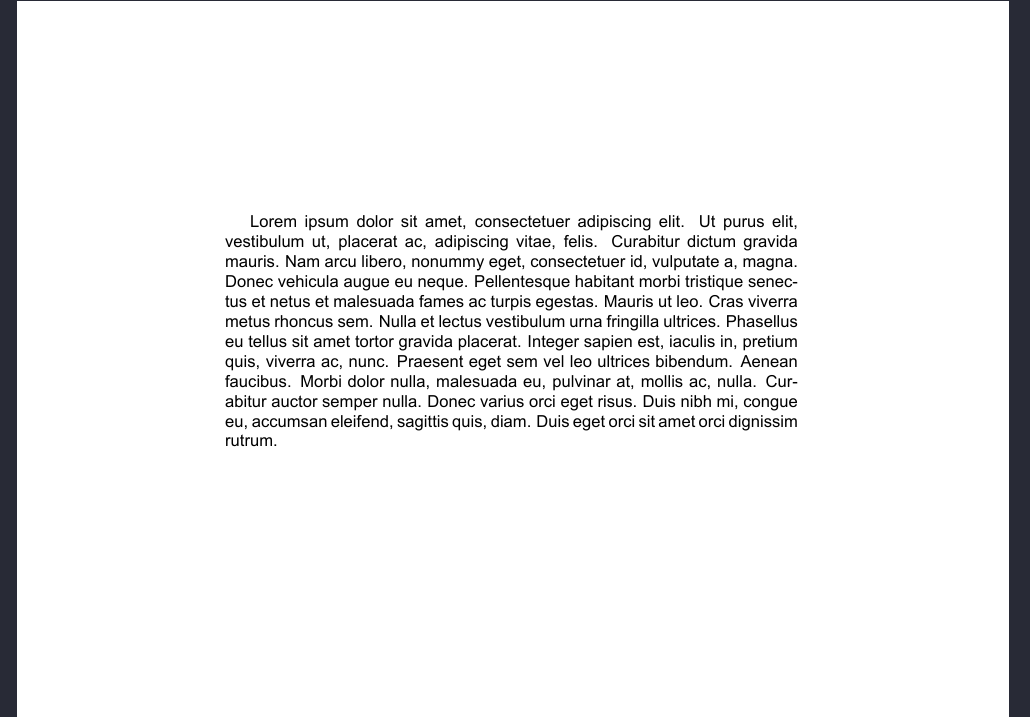 Lorem ipsum dolor sit amet, consectetuer adipiscing elit. Ut purus elit,
vestibulum ut, placerat ac, adipiscing vitae, felis. Curabitur dictum gravida
mauris. Nam arcu libero, nonummy eget, consectetuer id, vulputate a, magna.
Donec vehicula augue eu neque. Pellentesque habitant morbi tristique senec-
tus et netus et malesuada fames ac turpis egestas. Mauris ut leo. Cras viverra
metus rhoncus sem. Nulla et lectus vestibulum urna fringilla ultrices. Phasellus
eu tellus sit amet tortor gravida placerat. Integer sapien est, iaculis in, pretium
quis, viverra ac, nunc. Praesent eget sem vel leo ultrices bibendum. Aenean
faucibus. Morbi dolor nulla, malesuada eu, pulvinar at, mollis ac, nulla. Cur-
abitur auctor semper nulla. Donec varius orci eget risus. Duis nibh mi, congue
eu, accumsan eleifend, sagittis quis, diam. Duis eget orci sit amet orci dignissim
rutrum.